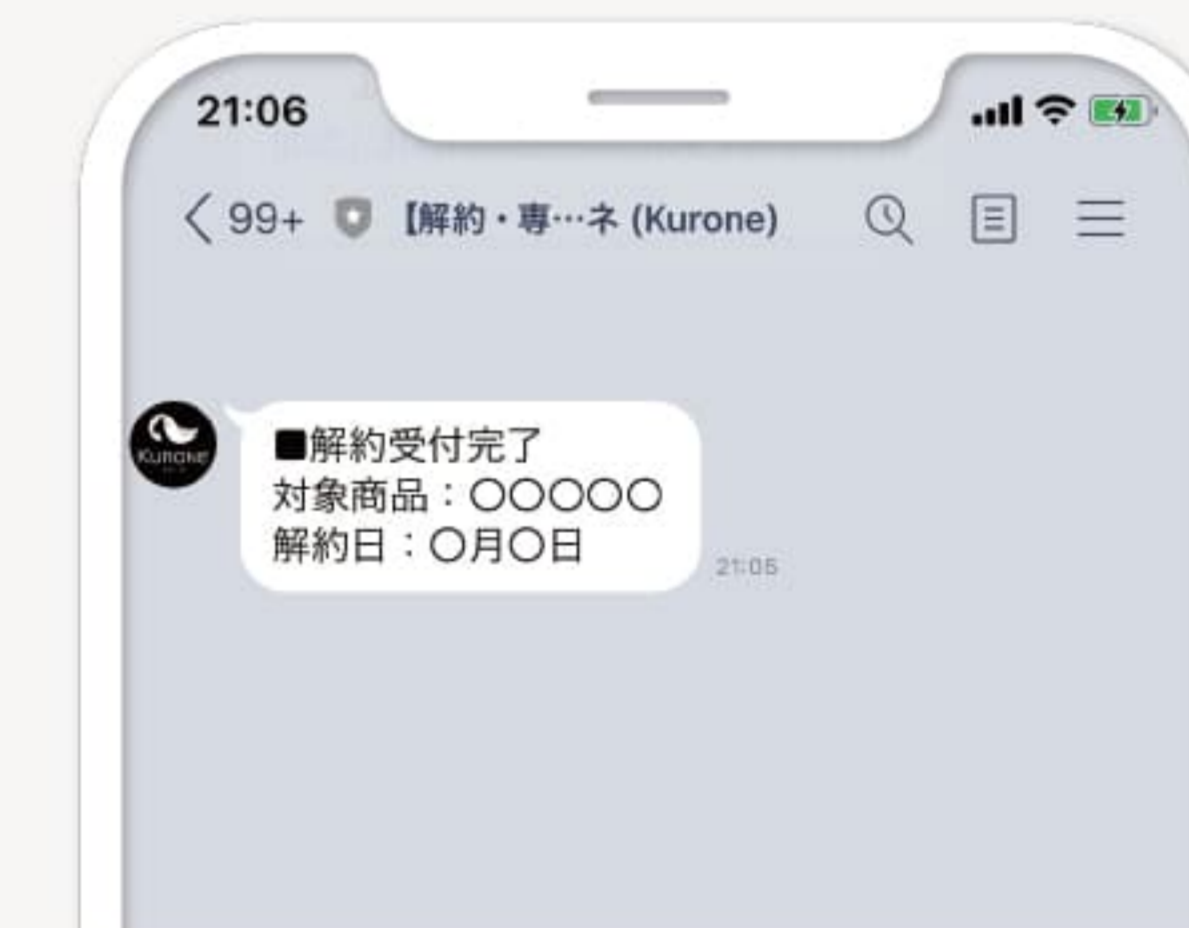 21:06
99+
【解約・専…ネ (Kurone)
KURONE
■解約受付完了
対象商品：〇〇〇〇〇
解約日：〇月〇日
21:05